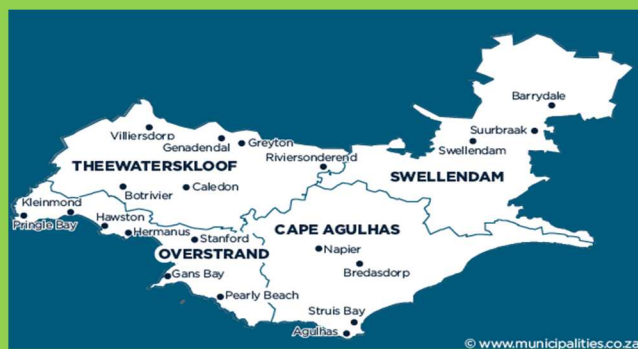 Barrydale
Suurbraak
Swellendam
Villiersdorp
Genadendal
Greyton
Riviersonderend
THEEWATERSKLOOF
SWELLENDAM
Botrivier
Caledon
Kleinmond
Pringle Bay
Hawston
Hermanus
Stanford
CAPE AGULHAS
OVERSTRAND
Napier
Gans Bay
Bredasdorp
Pearly Beach
Struis Bay
Agulhas
© www.municipalities.co.za